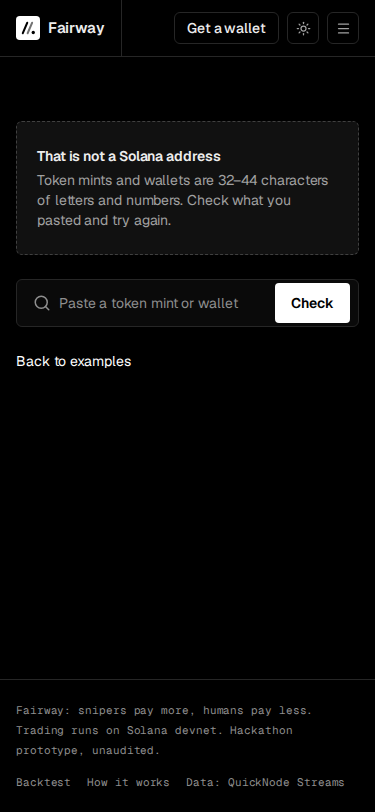 Fairway
Get a wallet
That is not a Solana address
Token mints and wallets are 32–44 characters
of letters and numbers. Check what you
pasted and try again.
Paste a token mint or wallet
Check
Back to examples
Fairway: snipers pay more, humans pay less.
Trading runs on Solana devnet. Hackathon
prototype, unaudited.
Backtest How it works Data: QuickNode Streams